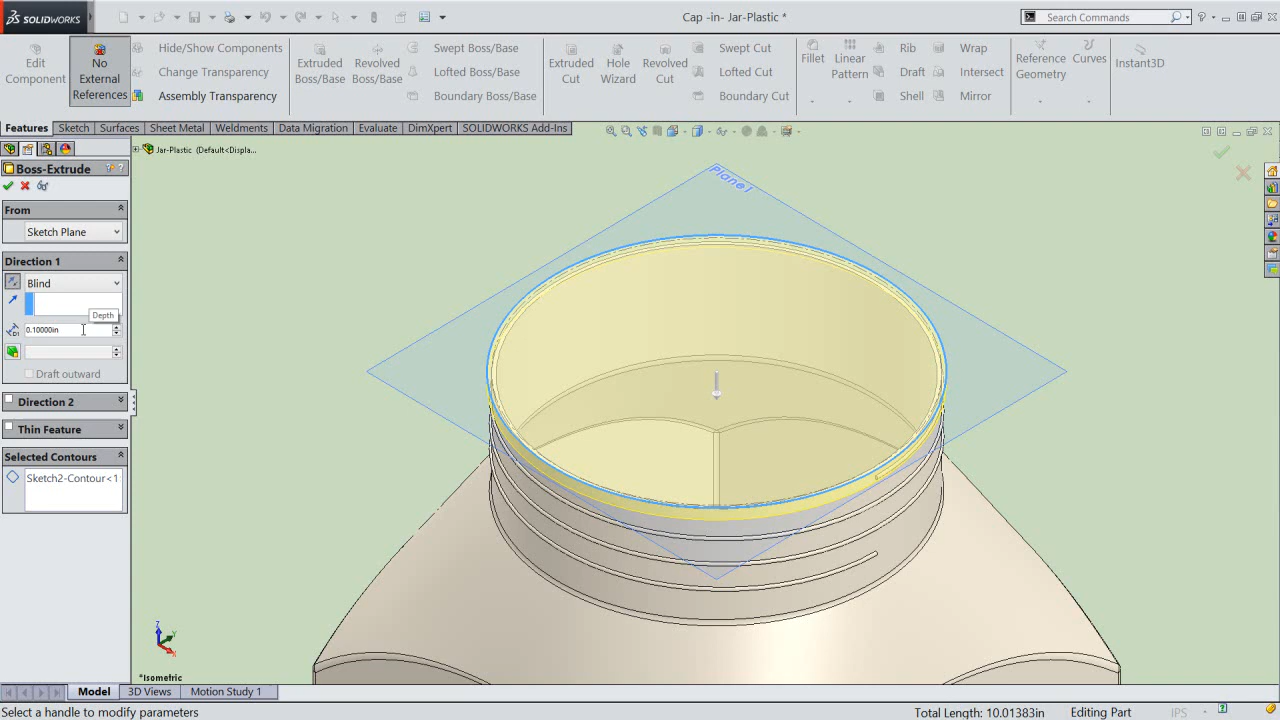 SOLIDWORKS
Cap -in- Jar-Plastic *
Search Commands
Edit Component
No External References
Hide/Show Components
Change Transparency
Assembly Transparency
Extruded Boss/Base
Revolved Boss/Base
Swept Boss/Base
Lofted Boss/Base
Boundary Boss/Base
Extruded Cut
Hole Wizard
Revolved Cut
Swept Cut
Lofted Cut
Boundary Cut
Fillet
Linear Pattern
Rib
Draft
Shell
Wrap
Intersect
Mirror
Reference Geometry
Curves
Instant3D
Features
Sketch
Surfaces
Sheet Metal
Weldments
Data Migration
Evaluate
DimXpert
SOLIDWORKS Add-Ins
Jar-Plastic (Default<Displa...
Boss-Extrude
From
Sketch Plane
Direction 1
Blind
Depth
0.10000in
Draft outward
Direction 2
Thin Feature
Selected Contours
Sketch2-Contour<1
Plane1
Z
Y
X
*Isometric
Model
3D Views
Motion Study 1
Select a handle to modify parameters
Total Length: 10.01383in
Editing Part
IPS